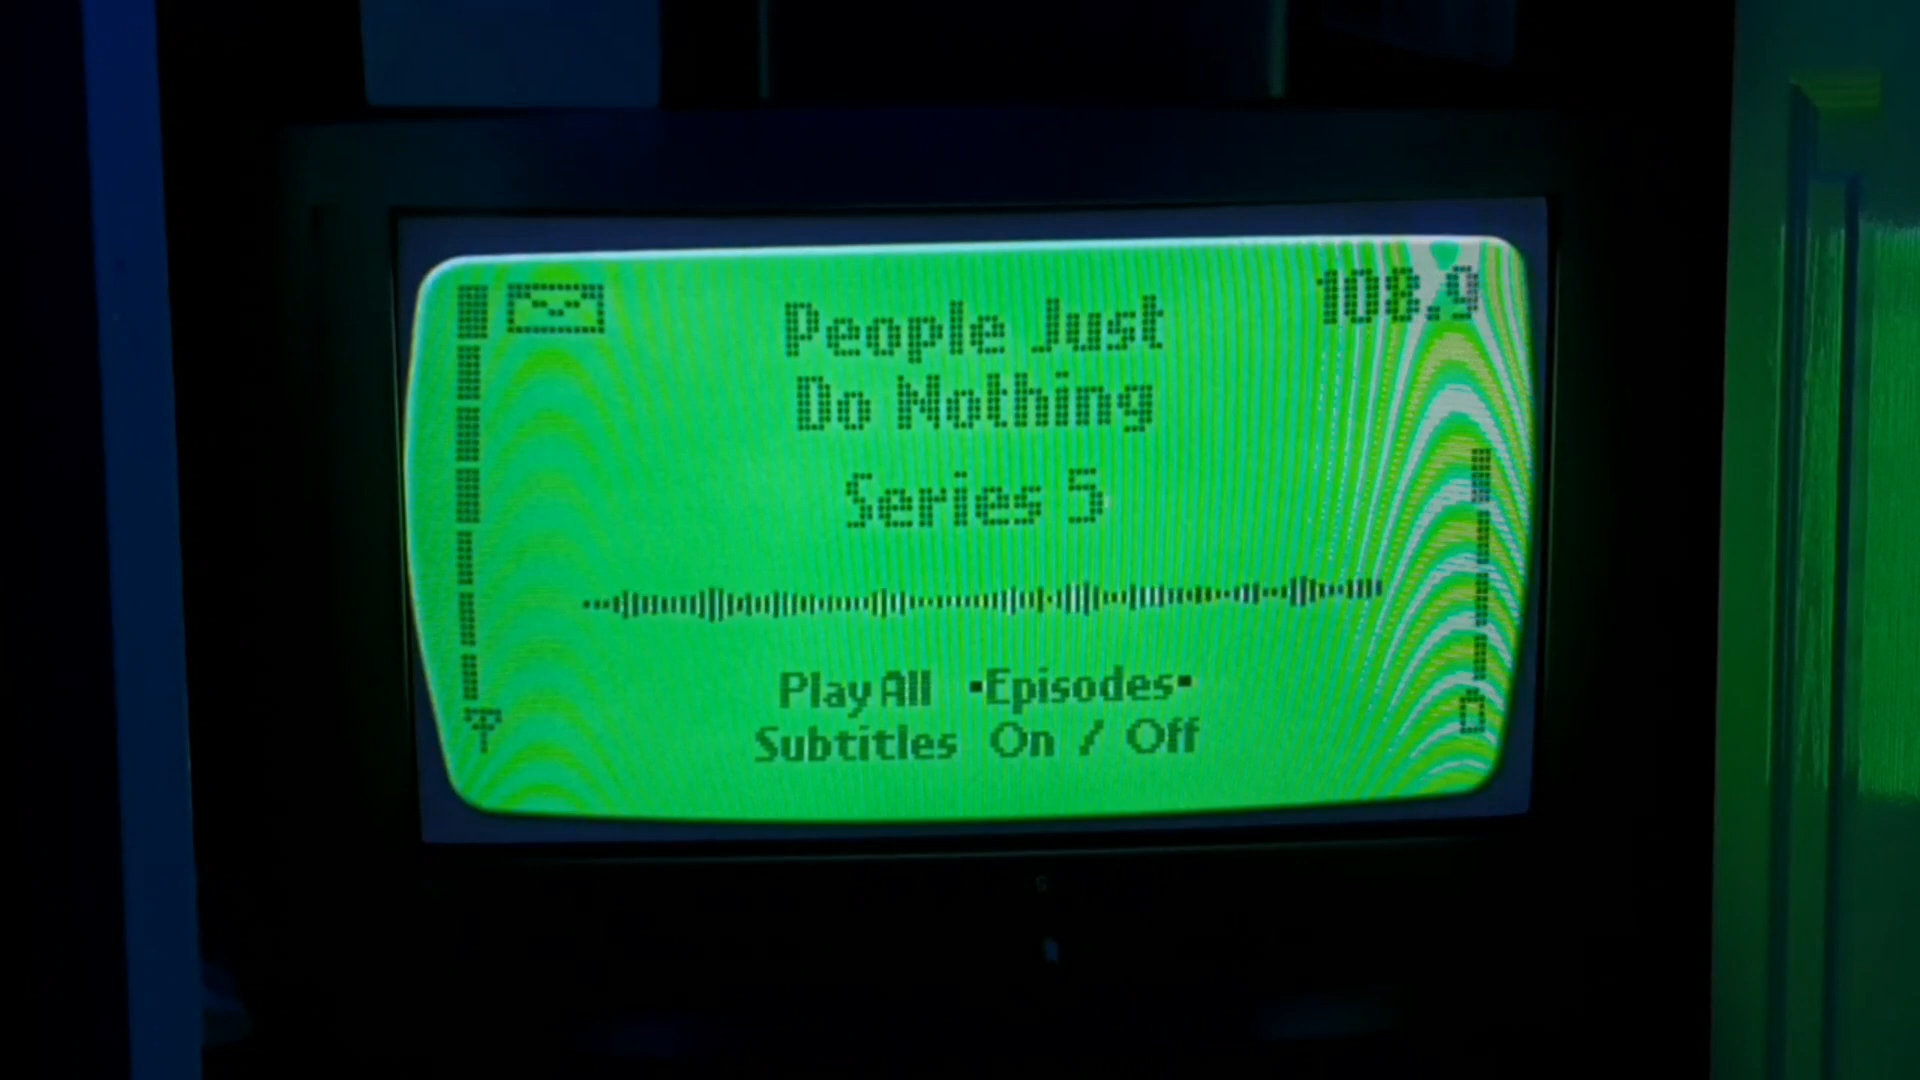 108.9
People Just
Do Nothing
Series 5
Play All •Episodes•
Subtitles On / Off